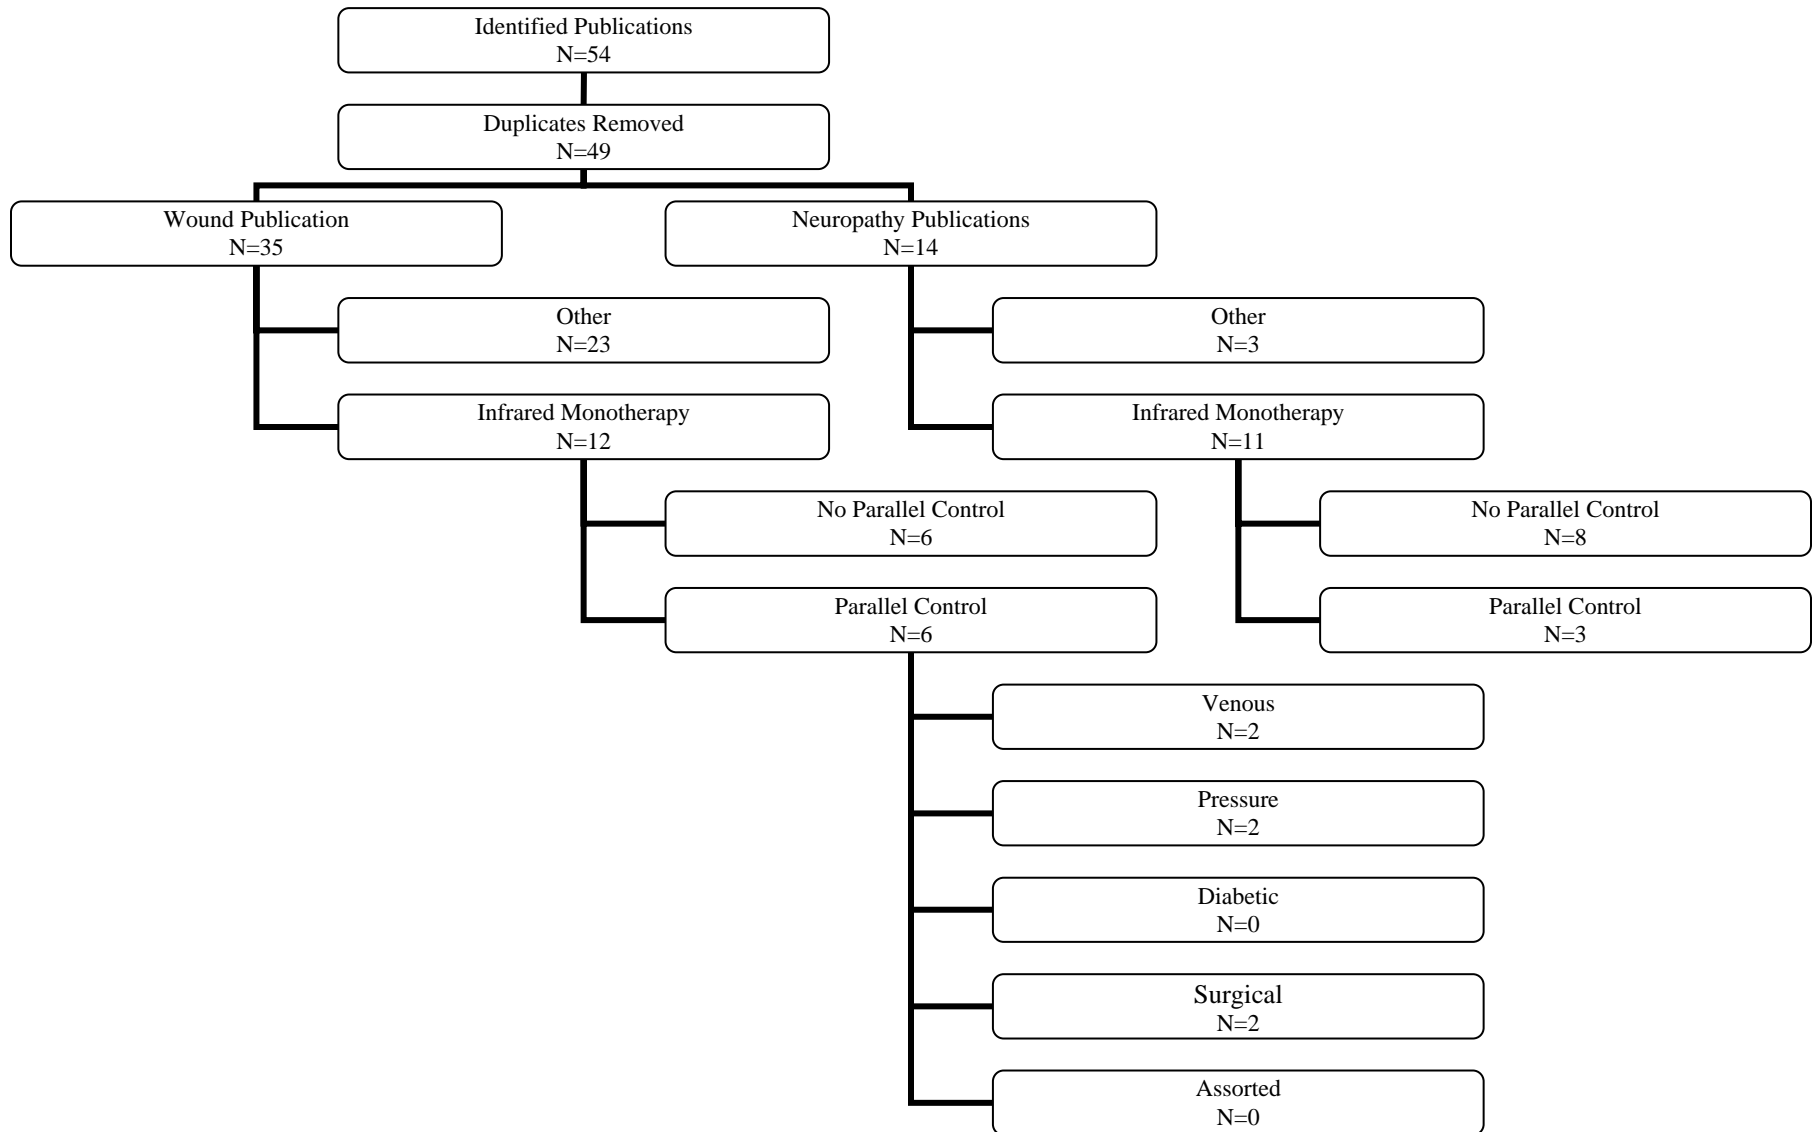 Identified Publications
N=54
Duplicates Removed
N=49
Wound Publication
N=35
Neuropathy Publications
N=14
Other
N=23
Other
N=3
Infrared Monotherapy
N=12
Infrared Monotherapy
N=11
No Parallel Control
N=6
No Parallel Control
N=8
Parallel Control
N=6
Parallel Control
N=3
Venous
N=2
Pressure
N=2
Diabetic
N=0
Surgical
N=2
Assorted
N=0